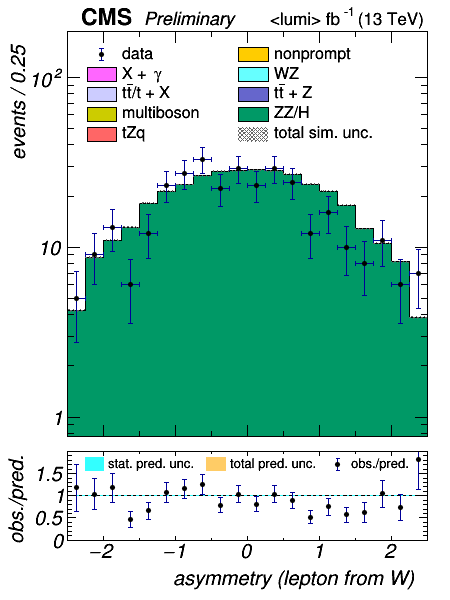 CMS Preliminary <lumi> fb⁻¹ (13 TeV)
events / 0.25
10²
10
1
data
nonprompt
X + γ
WZ
tt̄/t + X
tt̄ + Z
multiboson
ZZ/H
tZq
total sim. unc.
obs./pred.
1.5
1
0.5
0
stat. pred. unc.
total pred. unc.
obs./pred.
−2 −1 0 1 2
asymmetry (lepton from W)